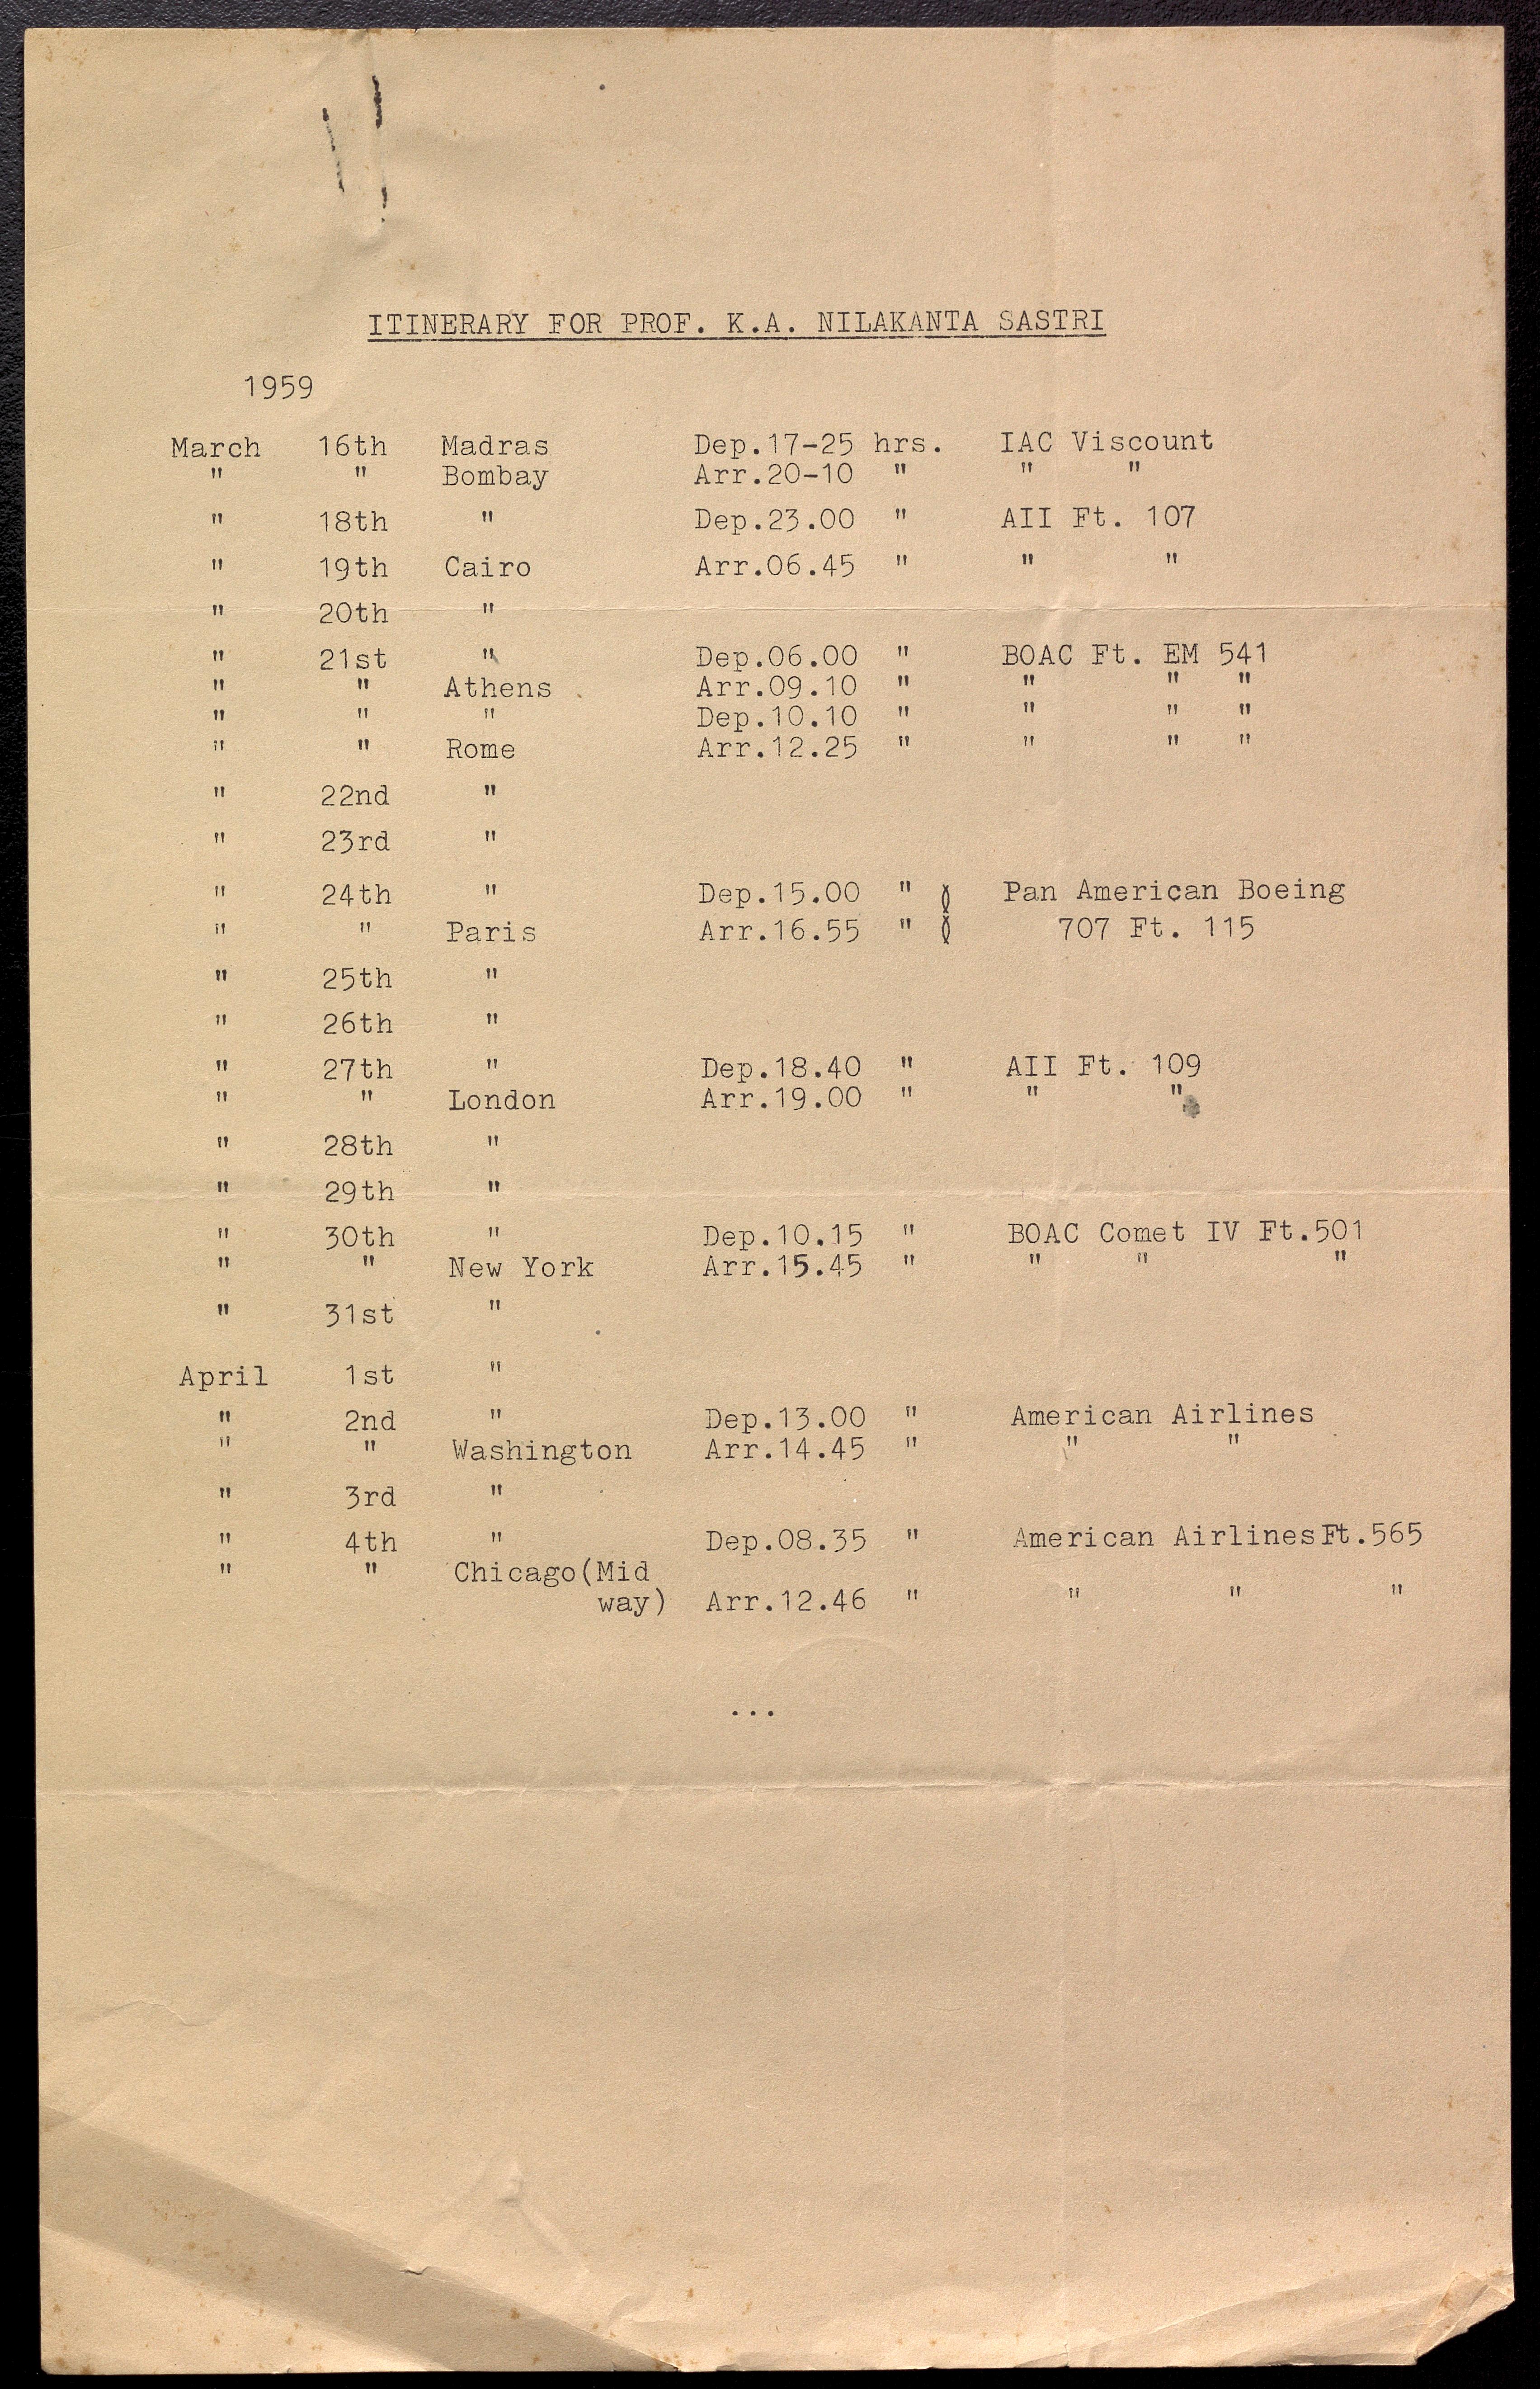 ITINERARY FOR PROF. K.A. NILAKANTA SASTRI
1959
March 16th Madras Dep.17-25 hrs. IAC Viscount
" " Bombay Arr.20-10 " " "
" 18th " Dep.23.00 " AII Ft. 107
" 19th Cairo Arr.06.45 " " "
" 20th "
" 21st " Dep.06.00 " BOAC Ft. EM 541
" " Athens Arr.09.10 " " " "
" " " Dep.10.10 " " " "
" " Rome Arr.12.25 " " " "
" 22nd "
" 23rd "
" 24th " Dep.15.00 " Pan American Boeing
" " Paris Arr.16.55 " 707 Ft. 115
" 25th "
" 26th "
" 27th " Dep.18.40 " AII Ft. 109
" " London Arr.19.00 " " "
" 28th "
" 29th "
" 30th " Dep.10.15 " BOAC Comet IV Ft.501
" " New York Arr.15.45 " " " "
" 31st "
April 1st "
" 2nd " Dep.13.00 " American Airlines
" " Washington Arr.14.45 " " "
" 3rd "
" 4th " Dep.08.35 " American Airlines Ft.565
" " Chicago(Mid
way) Arr.12.46 " " " "
...